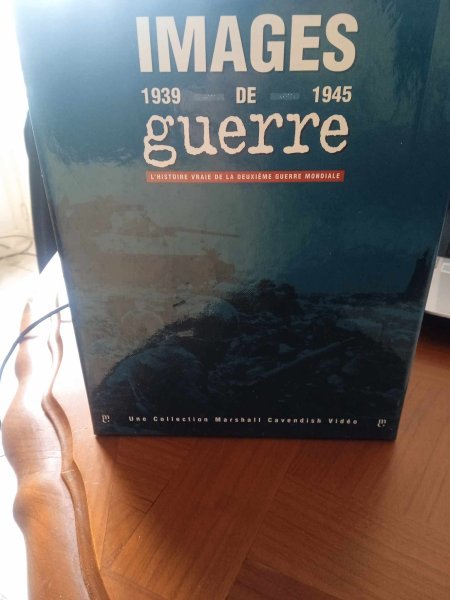 IMAGES
1939 DE 1945
guerre
L'HISTOIRE VRAIE DE LA DEUXIÈME GUERRE MONDIALE
Une Collection Marshall Cavendish Vidéo